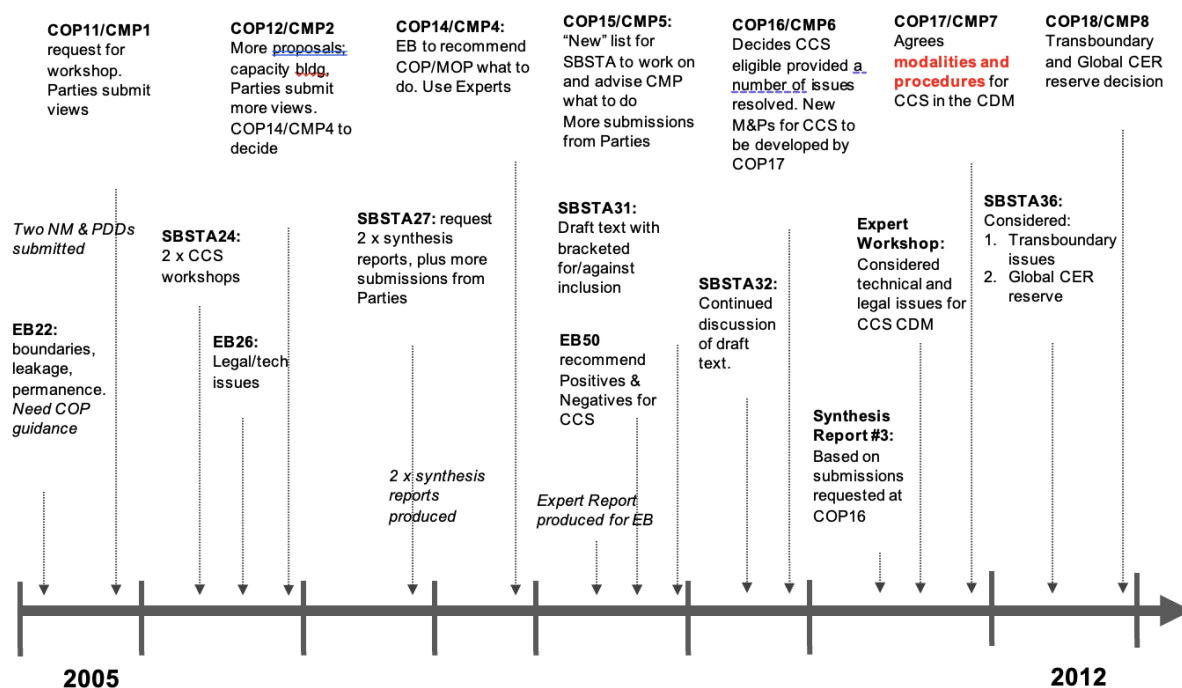 COP11/CMP1
request for
workshop.
Parties submit
views
COP12/CMP2
More proposals;
capacity bldg,
Parties submit
more views.
COP14/CMP4 to
decide
COP14/CMP4:
EB to recommend
COP/MOP what to
do. Use Experts
COP15/CMP5:
“New” list for
SBSTA to work on
and advise CMP
what to do
More submissions
from Parties
COP16/CMP6
Decides CCS
eligible provided a
number of issues
resolved. New
M&Ps for CCS to
be developed by
COP17
COP17/CMP7
Agrees
modalities and
procedures for
CCS in the CDM
COP18/CMP8
Transboundary
and Global CER
reserve decision
Two NM & PDDs
submitted
SBSTA24:
2 x CCS
workshops
SBSTA27: request
2 x synthesis
reports, plus more
submissions from
Parties
SBSTA31:
Draft text with
bracketed
for/against
inclusion
SBSTA32:
Continued
discussion
of draft
text.
Expert
Workshop:
Considered
technical and
legal issues for
CCS CDM
SBSTA36:
Considered:
1. Transboundary
issues
2. Global CER
reserve
EB22:
boundaries,
leakage,
permanence.
Need COP
guidance
EB26:
Legal/tech
issues
EB50
recommend
Positives &
Negatives for
CCS
Synthesis
Report #3:
Based on
submissions
requested at
COP16
2 x synthesis
reports
produced
Expert Report
produced for EB
2005
2012